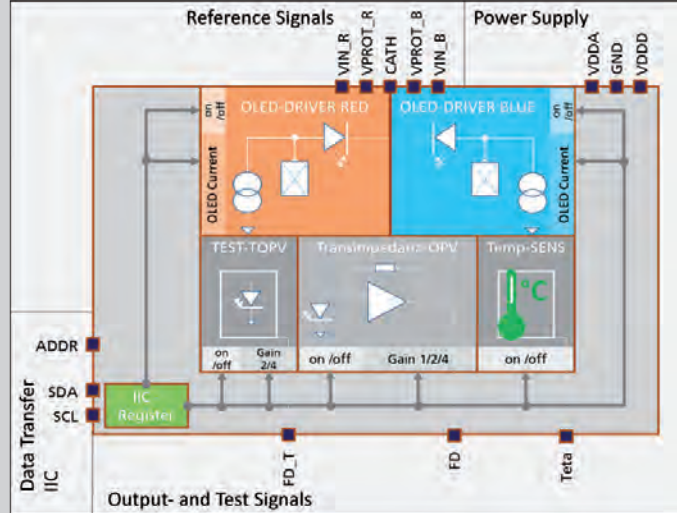 Reference Signals
Power Supply
VIN_R
VPROT_R
CATH
VPROT_B
VIN_B
VDDA
GND
VDDD
on
/off
OLED-DRIVER RED
OLED-DRIVER BLUE
on
/off
OLED Current
OLED Current
TEST-TOPV
Transimpedanz-OPV
Temp-SENS
°C
on
/off
Gain
2/4
on /off
Gain 1/2/4
on /off
ADDR
SDA
SCL
IIC
Register
Data Transfer
IIC
FD_T
FD
Teta
Output- and Test Signals